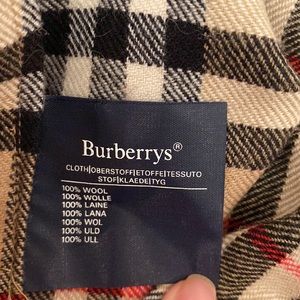 Burberrys®
CLOTH|OBERSTOFF|ETOFFE|TESSUTO
STOF|KLAEDE|TYG
100% WOOL
100% WOLLE
100% LAINE
100% LANA
100% WOL
100% ULD
100% ULL